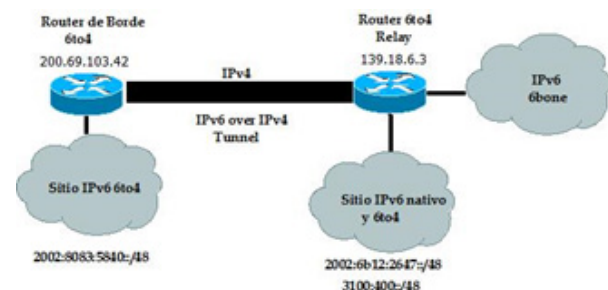 Router de Borde
6to4
200.69.103.42
Router 6to4
Relay
139.18.6.3
IPv4
IPv6 over IPv4
Tunnel
IPv6
6bone
Sitio IPv6 6to4
Sitio IPv6 nativo
y 6to4
2002:8083:5840::/48
2002:6b12:2647::/48
3100:400::/48